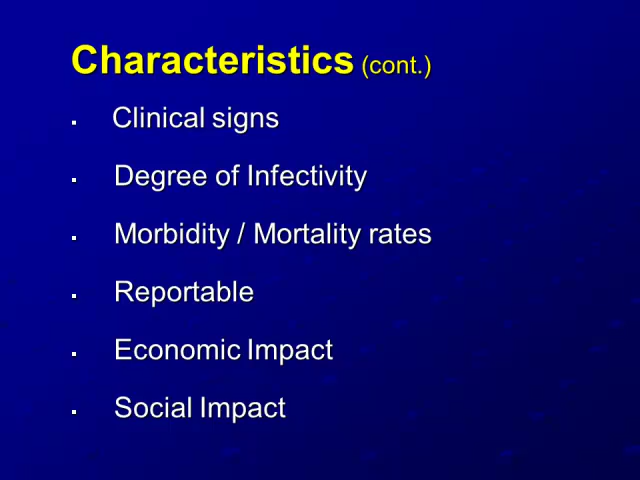 Characteristics (cont.)
▪ Clinical signs
▪ Degree of Infectivity
▪ Morbidity / Mortality rates
▪ Reportable
▪ Economic Impact
▪ Social Impact